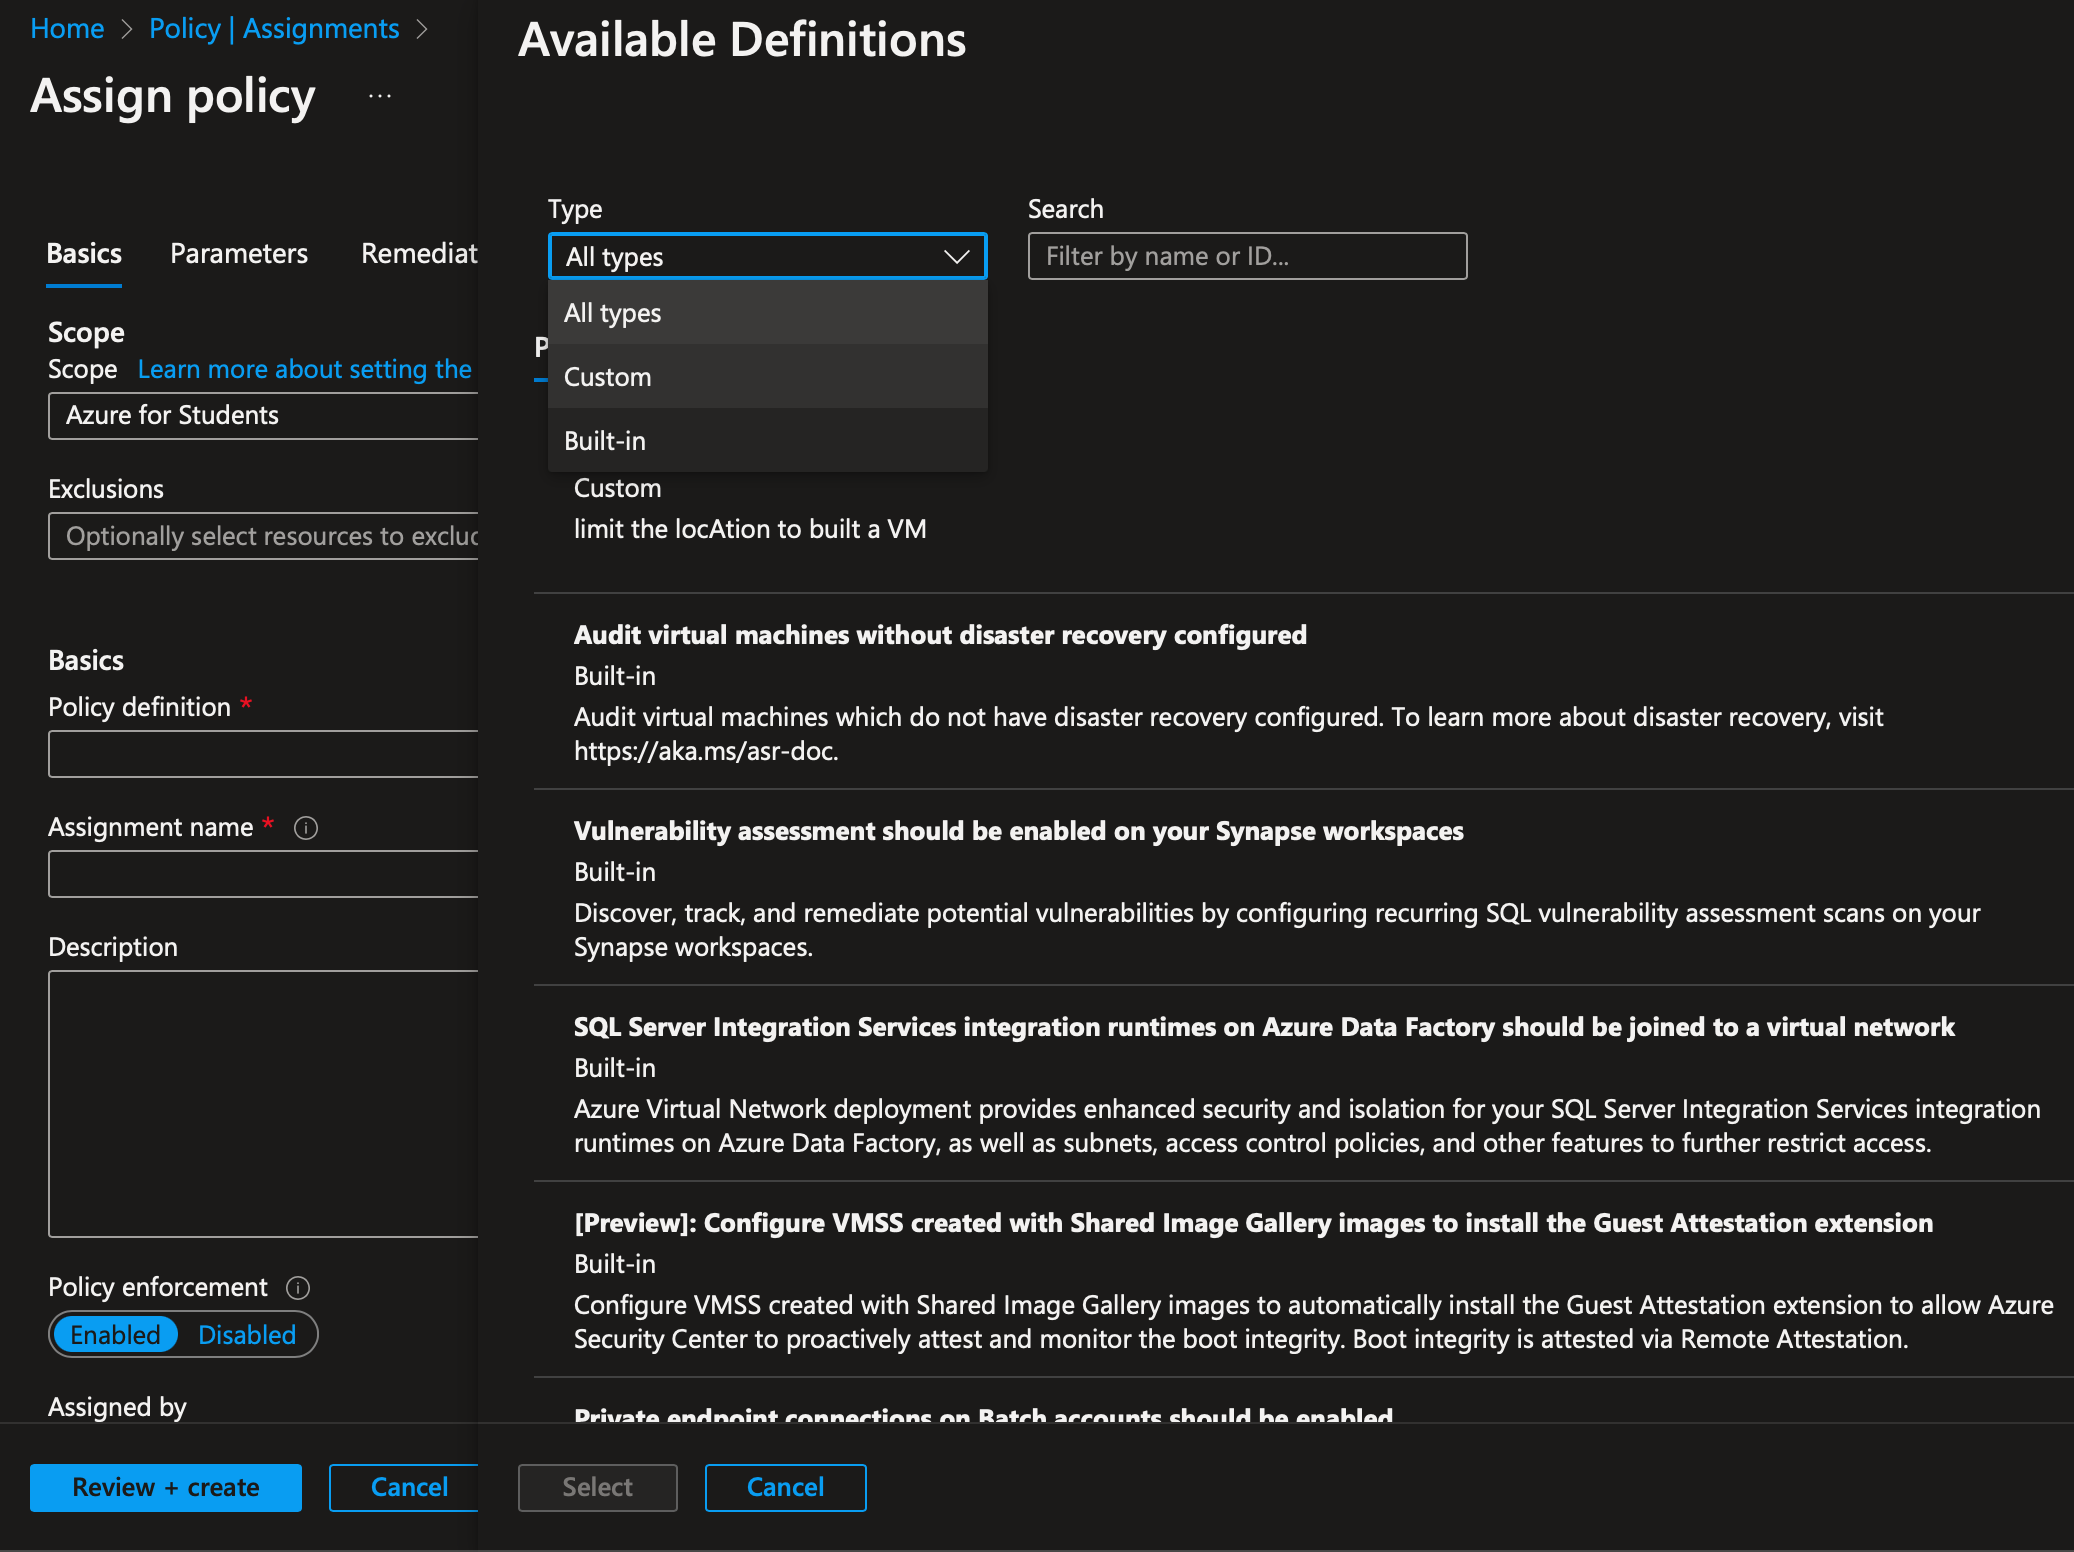 Home > Policy | Assignments >
Assign policy ...
Basics Parameters Remediat
Scope
Scope Learn more about setting the
Azure for Students
Exclusions
Optionally select resources to exclud
Basics
Policy definition *
Assignment name *
Description
Policy enforcement
Enabled Disabled
Assigned by
Review + create Cancel
Available Definitions
Type Search
All types Filter by name or ID...
All types
Custom
Built-in
P
Custom
limit the locAtion to built a VM
Audit virtual machines without disaster recovery configured
Built-in
Audit virtual machines which do not have disaster recovery configured. To learn more about disaster recovery, visit
https://aka.ms/asr-doc.
Vulnerability assessment should be enabled on your Synapse workspaces
Built-in
Discover, track, and remediate potential vulnerabilities by configuring recurring SQL vulnerability assessment scans on your
Synapse workspaces.
SQL Server Integration Services integration runtimes on Azure Data Factory should be joined to a virtual network
Built-in
Azure Virtual Network deployment provides enhanced security and isolation for your SQL Server Integration Services integration
runtimes on Azure Data Factory, as well as subnets, access control policies, and other features to further restrict access.
[Preview]: Configure VMSS created with Shared Image Gallery images to install the Guest Attestation extension
Built-in
Configure VMSS created with Shared Image Gallery images to automatically install the Guest Attestation extension to allow Azure
Security Center to proactively attest and monitor the boot integrity. Boot integrity is attested via Remote Attestation.
Private endpoint connections on Batch accounts should be enabled
Select Cancel